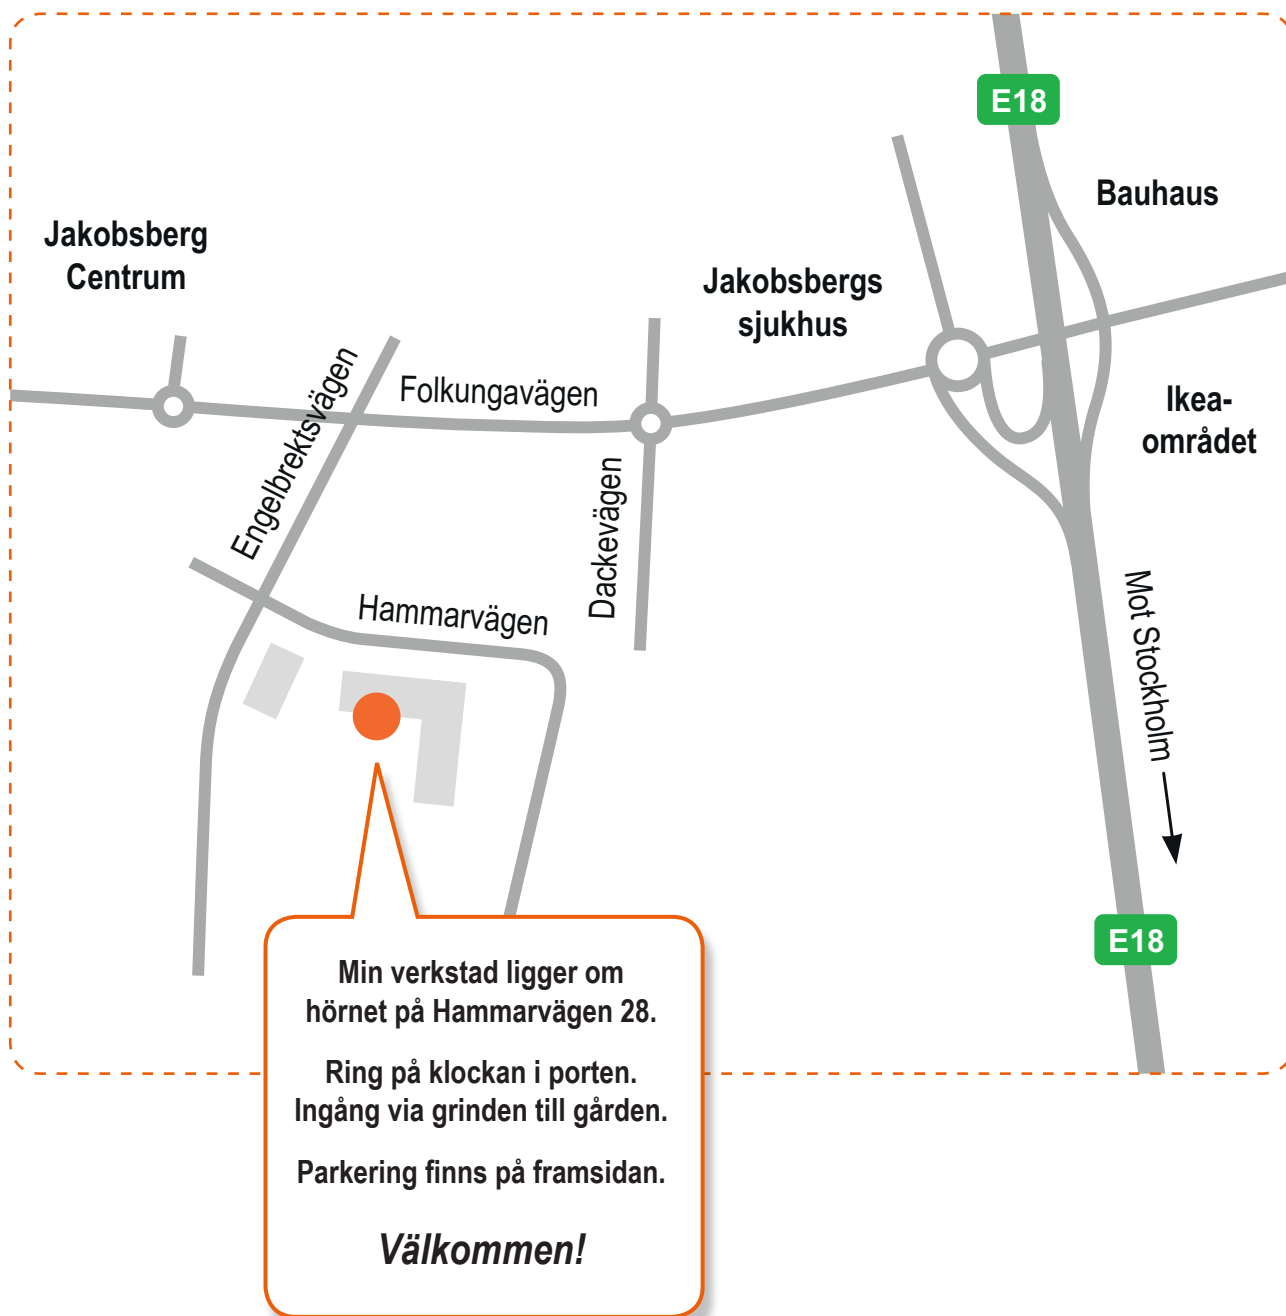 E18
Bauhaus
Jakobsberg
Centrum
Jakobsbergs
sjukhus
Engelbrektsvägen
Folkungavägen
Ikea-
området
Dackevägen
Hammarvägen
Mot Stockholm
E18
Min verkstad ligger om
hörnet på Hammarvägen 28.
Ring på klockan i porten.
Ingång via grinden till gården.
Parkering finns på framsidan.
Välkommen!